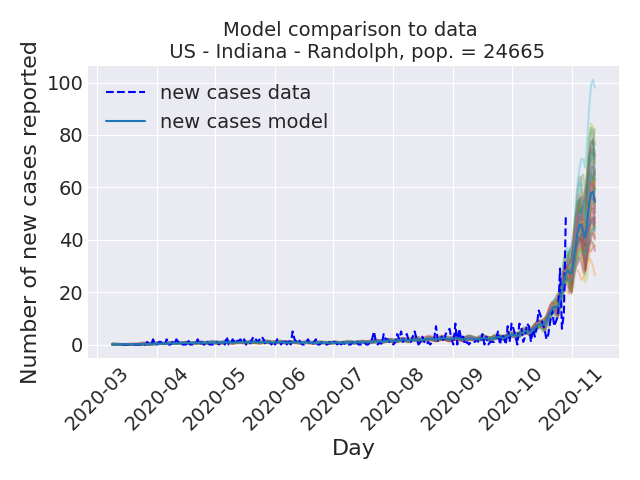 Model comparison to data
US - Indiana - Randolph, pop. = 24665
Number of new cases reported
100
80
60
40
20
0
new cases data
new cases model
2020-03
2020-04
2020-05
2020-06
2020-07
2020-08
2020-09
2020-10
2020-11
Day